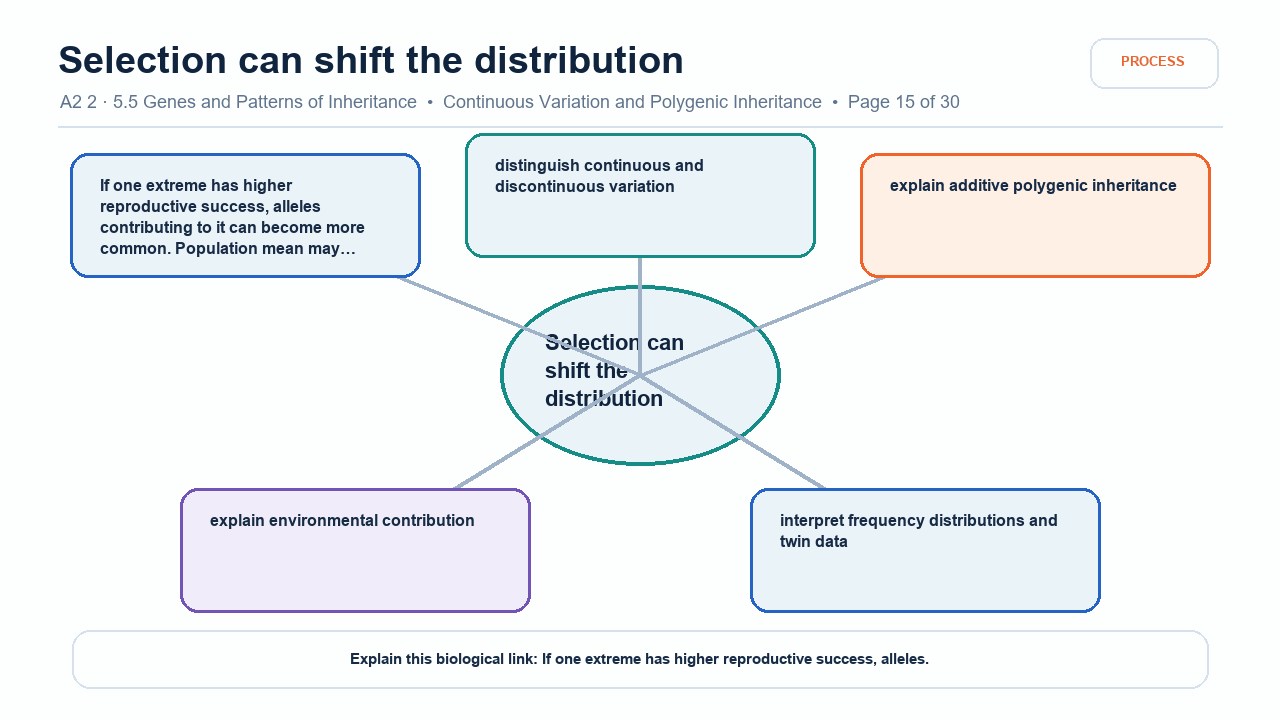 Selection can shift the distribution
PROCESS
A2 2 · 5.5 Genes and Patterns of Inheritance • Continuous Variation and Polygenic Inheritance • Page 15 of 30
If one extreme has higher
reproductive success, alleles
contributing to it can become more
common. Population mean may…
distinguish continuous and
discontinuous variation
explain additive polygenic inheritance
Selection can
shift the
distribution
explain environmental contribution
interpret frequency distributions and
twin data
Explain this biological link: If one extreme has higher reproductive success, alleles.